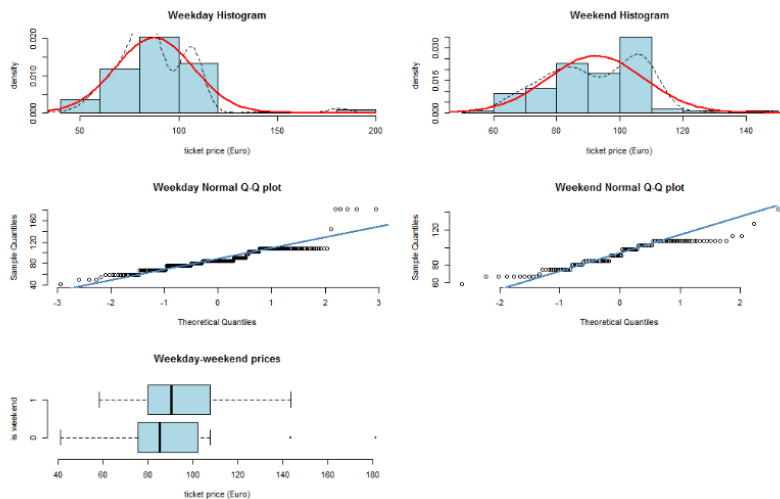 Weekday Histogram
density
0.000 0.010 0.020
50 100 150 200
ticket price (Euro)
Weekend Histogram
density
0.000 0.015 0.030
60 80 100 120 140
ticket price (Euro)
Weekday Normal Q-Q plot
Sample Quantiles
40 80 120 160
-3 -2 -1 0 1 2 3
Theoretical Quantiles
Weekend Normal Q-Q plot
Sample Quantiles
60 80 120
-2 -1 0 1 2
Theoretical Quantiles
Weekday-weekend prices
is weekend
1
0
40 60 80 100 120 140 160 180
ticket price (Euro)